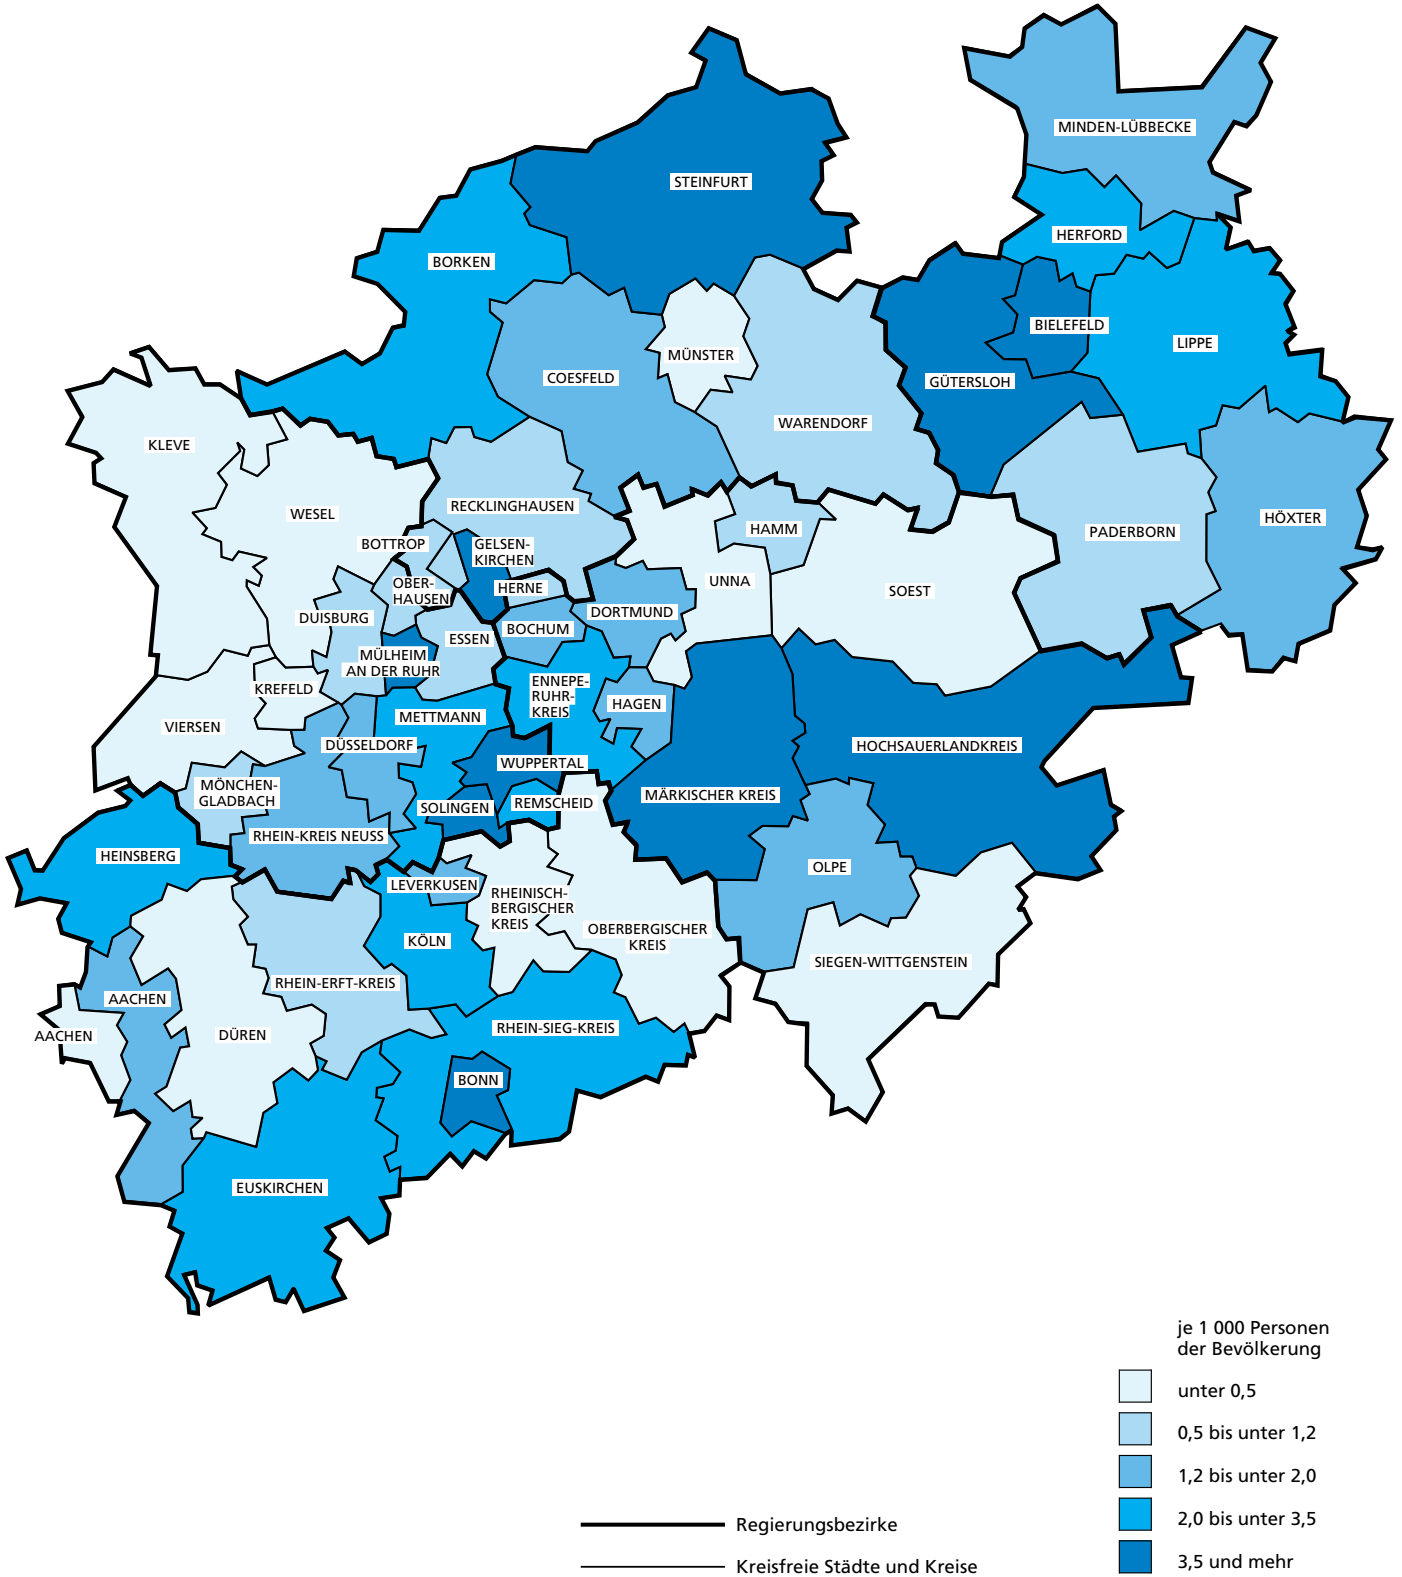 MINDEN-LÜBBECKE
STEINFURT
HERFORD
BORKEN
BIELEFELD
LIPPE
MÜNSTER
COESFELD
GÜTERSLOH
WARENDORF
KLEVE
RECKLINGHAUSEN
WESEL
HÖXTER
HAMM
PADERBORN
BOTTROP
GELSEN-
KIRCHEN
UNNA
OBER-
HAUSEN
HERNE
SOEST
DORTMUND
DUISBURG
BOCHUM
ESSEN
MÜLHEIM
AN DER RUHR
ENNEPE-
RUHR-
KREIS
KREFELD
HAGEN
METTMANN
VIERSEN
DÜSSELDORF
HOCHSAUERLANDKREIS
WUPPERTAL
MÖNCHEN-
GLADBACH
MÄRKISCHER KREIS
REMSCHEID
SOLINGEN
RHEIN-KREIS NEUSS
HEINSBERG
OLPE
LEVERKUSEN
RHEINISCH-
BERGISCHER
KREIS
OBERBERGISCHER
KREIS
KÖLN
SIEGEN-WITTGENSTEIN
RHEIN-ERFT-KREIS
AACHEN
RHEIN-SIEG-KREIS
AACHEN
DÜREN
BONN
EUSKIRCHEN
je 1 000 Personen
der Bevölkerung
unter 0,5
0,5 bis unter 1,2
1,2 bis unter 2,0
2,0 bis unter 3,5
3,5 und mehr
Regierungsbezirke
Kreisfreie Städte und Kreise